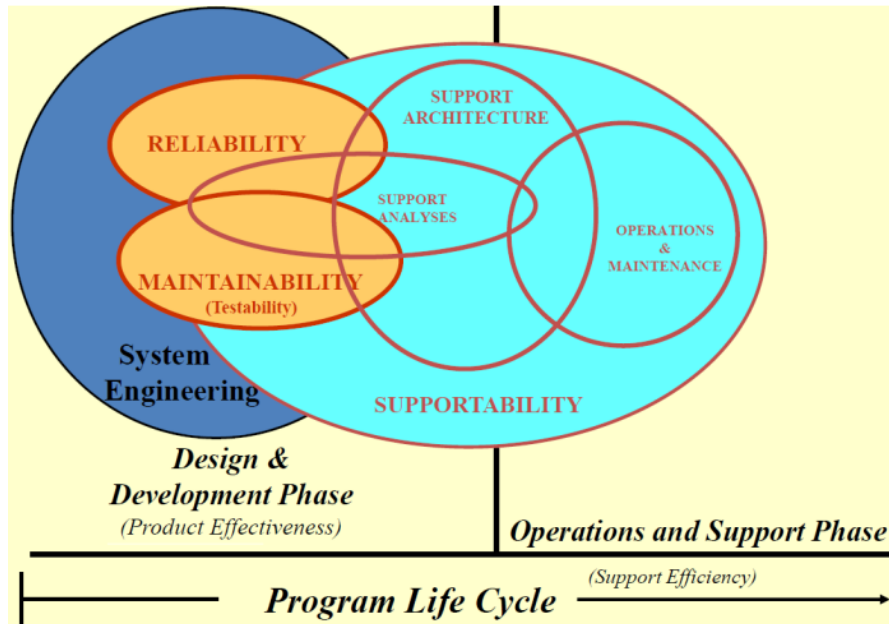 SUPPORT
ARCHITECTURE
RELIABILITY
SUPPORT
ANALYSES
OPERATIONS
&
MAINTENANCE
MAINTAINABILITY
(Testability)
System
Engineering
SUPPORTABILITY
Design &
Development Phase
(Product Effectiveness)
Operations and Support Phase
(Support Efficiency)
Program Life Cycle